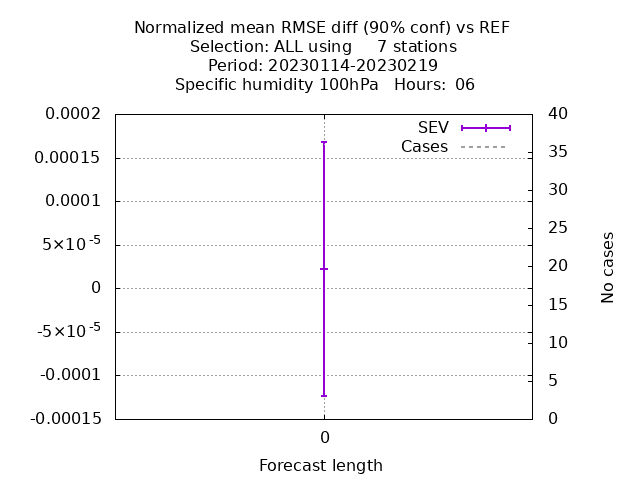 Normalized mean RMSE diff (90% conf) vs REF
Selection: ALL using     7 stations
Period: 20230114-20230219
Specific humidity 100hPa   Hours:  06
SEV
Cases
0.0002
0.00015
0.0001
5×10⁻⁵
0
-5×10⁻⁵
-0.0001
-0.00015
40
35
30
25
20
15
10
5
0
No cases
0
Forecast length